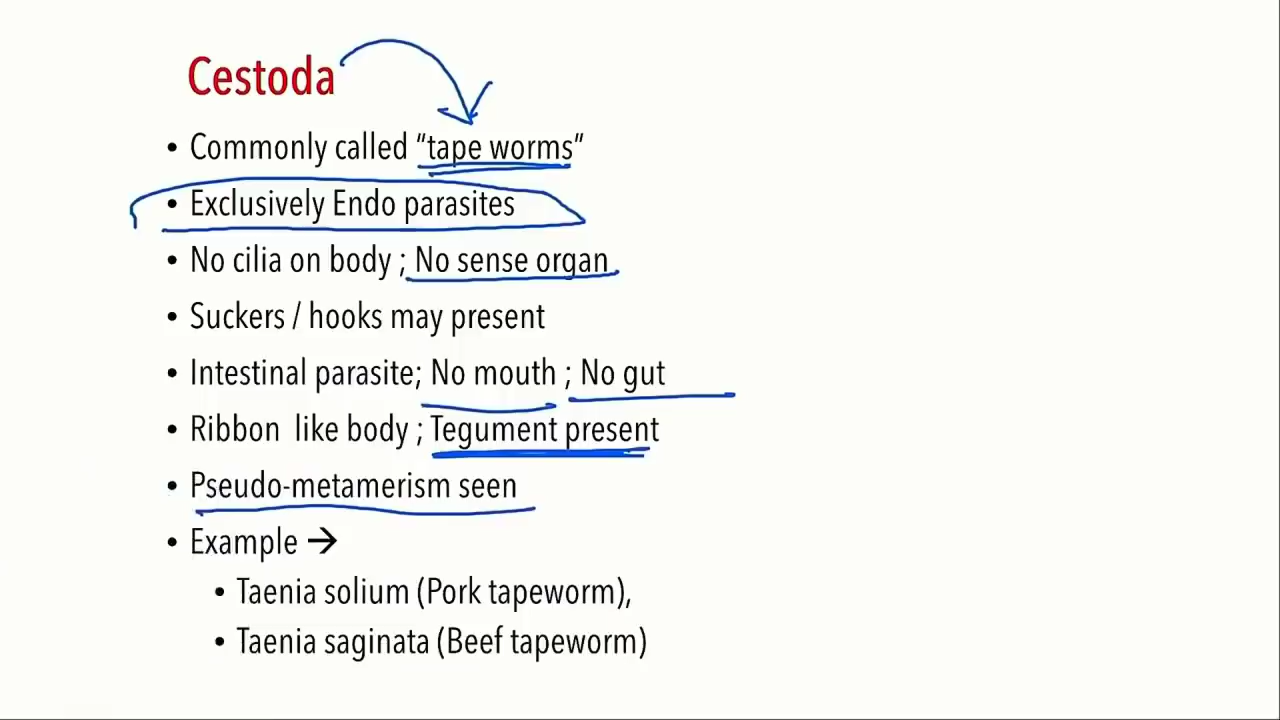 Cestoda
• Commonly called “tape worms”
• Exclusively Endo parasites
• No cilia on body ; No sense organ
• Suckers / hooks may present
• Intestinal parasite; No mouth ; No gut
• Ribbon like body ; Tegument present
• Pseudo-metamerism seen
• Example →
• Taenia solium (Pork tapeworm),
• Taenia saginata (Beef tapeworm)